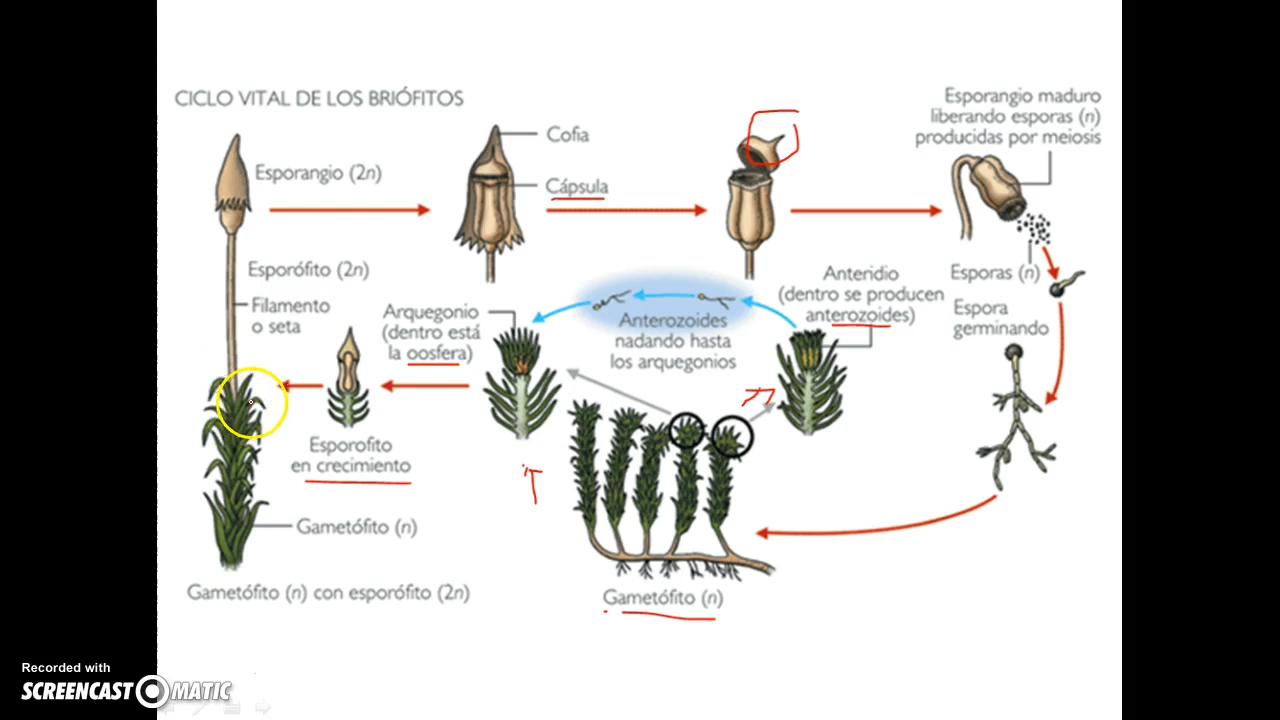 CICLO VITAL DE LOS BRIÓFITOS
Esporangio (2n)
Cofia
Cápsula
Esporangio maduro
liberando esporas (n)
producidas por meiosis
Esporófito (2n)
Filamento
o seta
Arquegonio
(dentro está
la oosfera)
Anterozoides
nadando hasta
los arquegonios
Anteridio
(dentro se producen
anterozoides)
Esporas (n)
Espora
germinando
Esporofito
en crecimiento
Gametófito (n)
Gametófito (n) con esporófito (2n)
Gametófito (n)
Recorded with
SCREENCAST MATIC